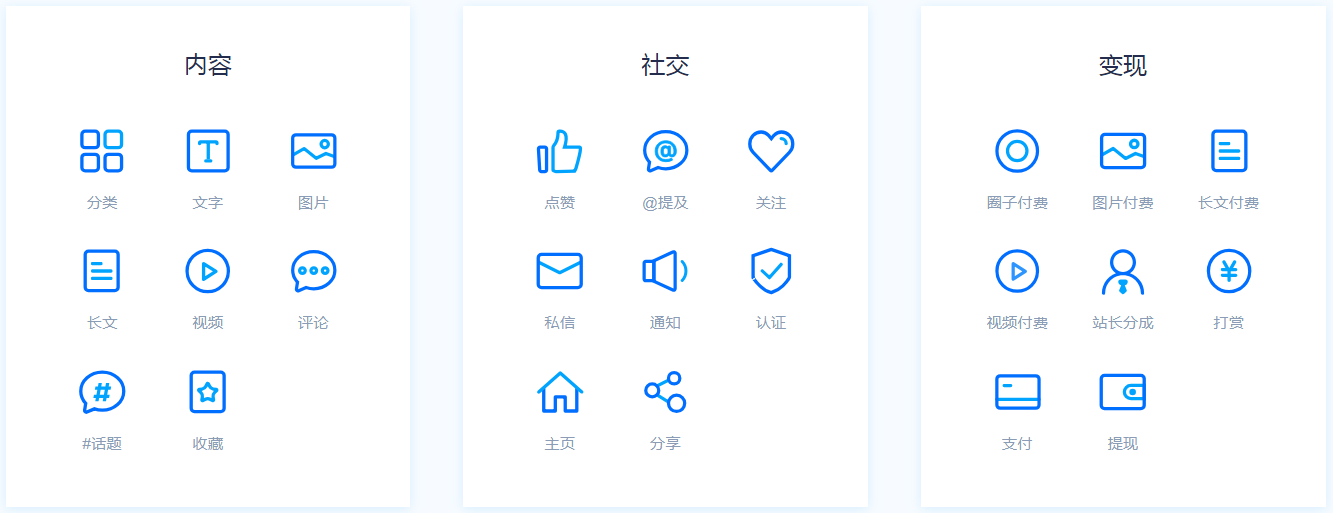 内容
分类
文字
图片
长文
视频
评论
#话题
收藏
社交
点赞
@提及
关注
私信
通知
认证
主页
分享
变现
圈子付费
图片付费
长文付费
视频付费
站长分成
打赏
支付
提现